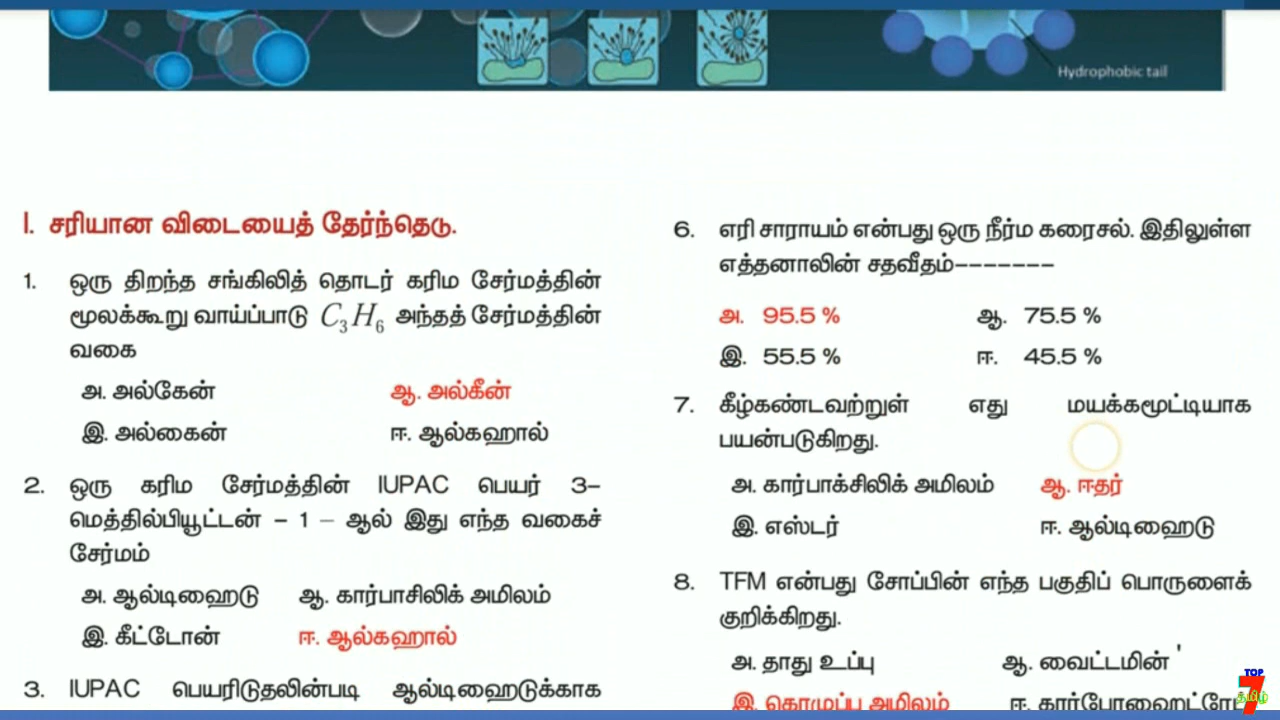 Hydrophobic tail
I. சரியான விடையைத் தேர்ந்தெடு.
1. ஒரு திறந்த சங்கிலித் தொடர் கரிம சேர்மத்தின்
மூலக்கூறு வாய்ப்பாடு C₃H₆ அந்தத் சேர்மத்தின்
வகை
அ. அல்கேன் ஆ. அல்கீன்
இ. அல்கைன் ஈ. ஆல்கஹால்
2. ஒரு கரிம சேர்மத்தின் IUPAC பெயர் 3–
மெத்தில்பியூட்டன் – 1 – ஆல் இது எந்த வகைச்
சேர்மம்
அ. ஆல்டிஹைடு ஆ. கார்பாசிலிக் அமிலம்
இ. கீட்டோன் ஈ. ஆல்கஹால்
3. IUPAC பெயரிடுதலின்படி ஆல்டிஹைடுக்காக
6. எரி சாராயம் என்பது ஒரு நீர்ம கரைசல். இதிலுள்ள
எத்தனாலின் சதவீதம்–––––––
அ. 95.5 % ஆ. 75.5 %
இ. 55.5 % ஈ. 45.5 %
7. கீழ்கண்டவற்றுள் எது மயக்கமூட்டியாக
பயன்படுகிறது.
அ. கார்பாக்சிலிக் அமிலம் ஆ. ஈதர்
இ. எஸ்டர் ஈ. ஆல்டிஹைடு
8. TFM என்பது சோப்பின் எந்த பகுதிப் பொருளைக்
குறிக்கிறது.
அ. தாது உப்பு ஆ. வைட்டமின் '
இ. கொழுப்பு அமிலம் ஈ.
TOP
7
தமிழ்